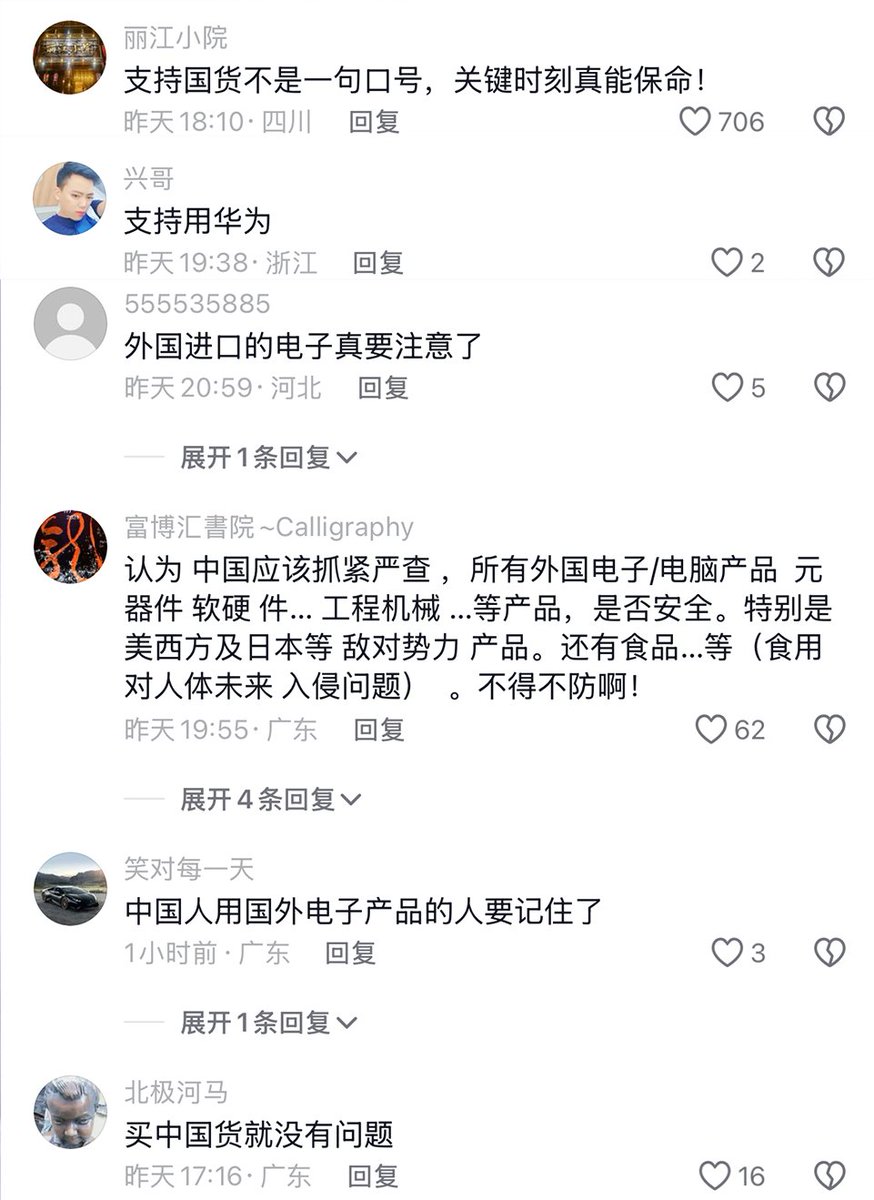 丽江小院
支持国货不是一句口号，关键时刻真能保命！
昨天 18:10 · 四川 回复 706
兴哥
支持用华为
昨天 19:38 · 浙江 回复 2
555535885
外国进口的电子真要注意了
昨天 20:59 · 河北 回复 5
展开1条回复
富博汇書院~Calligraphy
认为 中国应该抓紧严查 ，所有外国电子/电脑产品 元
器件 软硬 件... 工程机械 ...等产品，是否安全。特别是
美西方及日本等 敌对势力 产品。还有食品...等（食用
对人体未来 入侵问题） 。不得不防啊！
昨天 19:55 · 广东 回复 62
展开4条回复
笑对每一天
中国人用国外电子产品的人要记住了
1小时前 · 广东 回复 3
展开1条回复
北极河马
买中国货就没有问题
昨天 17:16 · 广东 回复 16